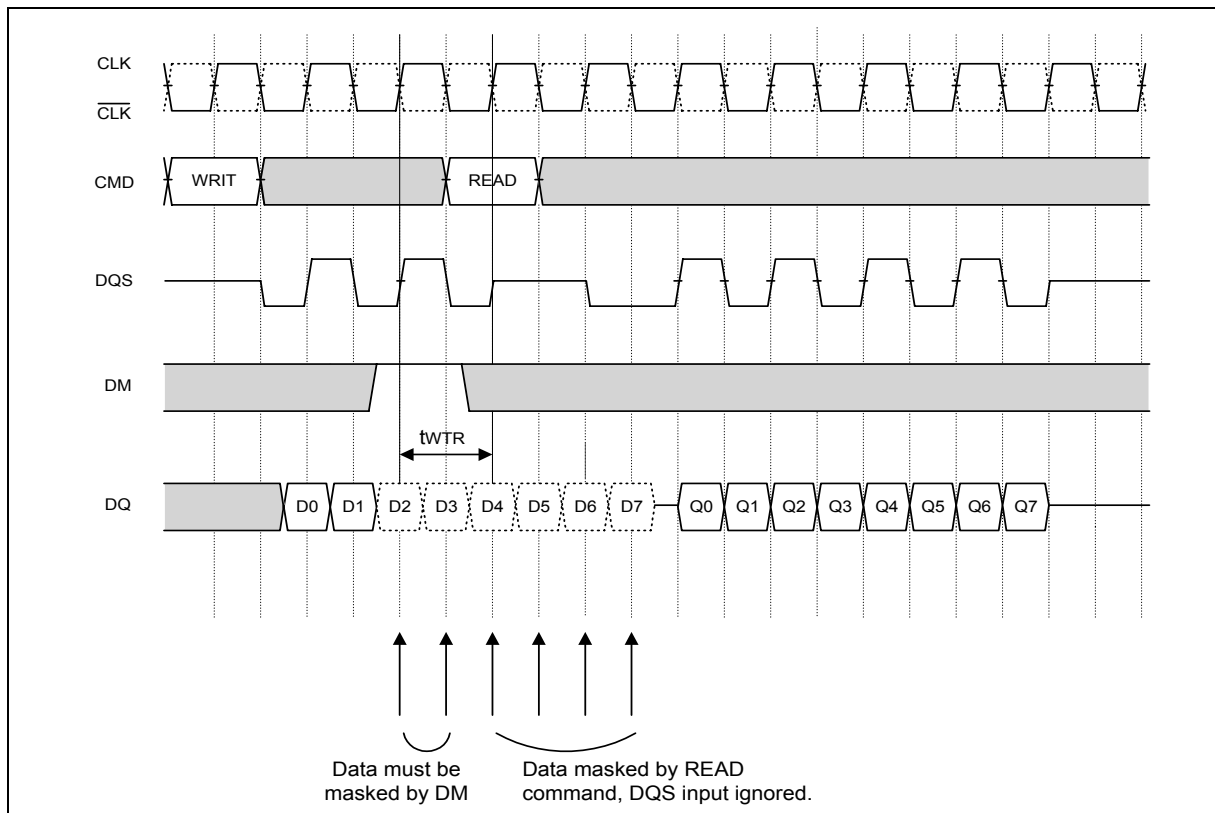 CLK
CLK
CMD
WRIT
READ
DQS
DM
tWTR
DQ
D0 D1 D2 D3 D4 D5 D6 D7 Q0 Q1 Q2 Q3 Q4 Q5 Q6 Q7
Data must be
masked by DM
Data masked by READ
command, DQS input ignored.